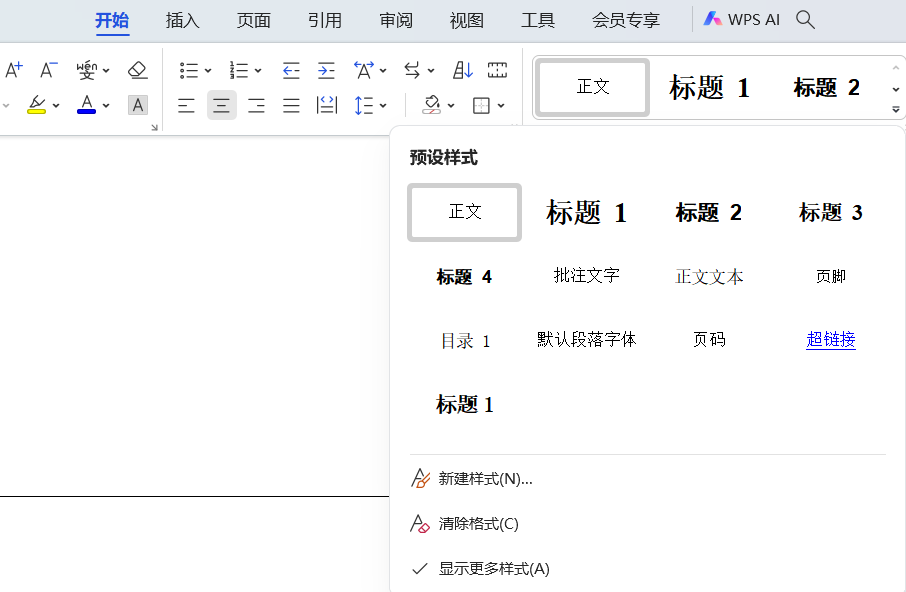 开始 插入 页面 引用 审阅 视图 工具 会员专享 WPS AI
A+ A- wén
A A
正文 标题 1 标题 2
预设样式
正文 标题 1 标题 2 标题 3
标题 4 批注文字 正文文本 页脚
目录 1 默认段落字体 页码 超链接
标题 1
新建样式(N)...
清除格式(C)
显示更多样式(A)